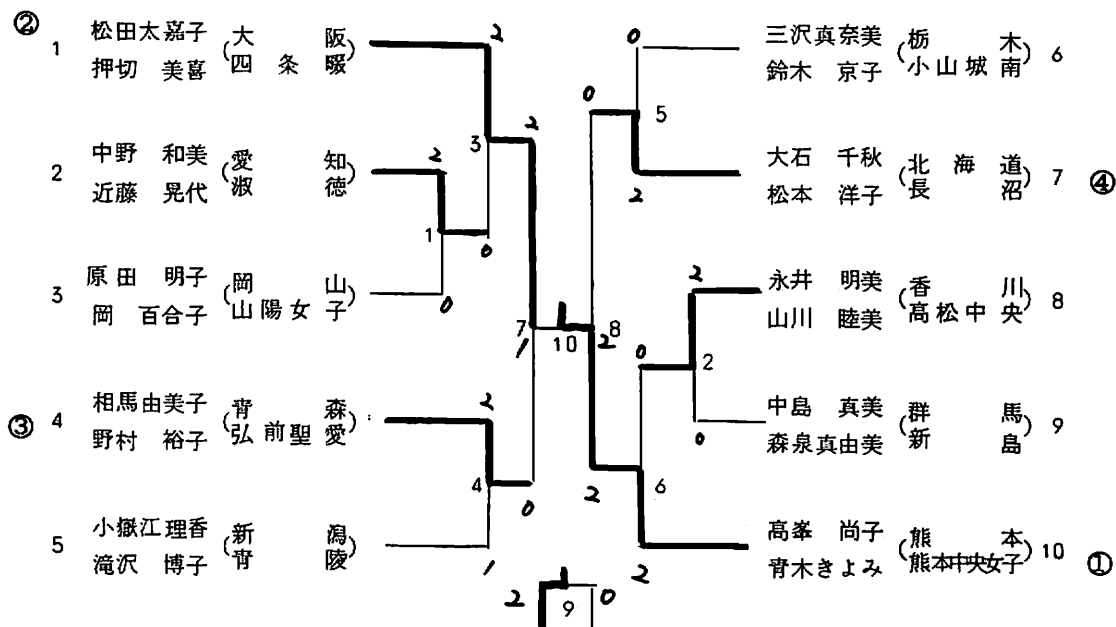 ②
1 松田太嘉子 (大阪
押切 美喜 四条畷)
2 中野 和美 (愛知
近藤 晃代 淑徳)
3 原田 明子 (岡山
岡 百合子 山陽女子)
③ 4 相馬由美子 (青森
野村 裕子 弘前聖愛)
5 小嶽江理香 (新潟
滝沢 博子 青陵)
三沢真奈美 (栃木
鈴木 京子 小山城南) 6
大石 千秋 (北海道
松本 洋子 長沼) 7 ④
永井 明美 (香川
山川 睦美 高松中央) 8
中島 真美 (群馬
森泉真由美 新島) 9
高峯 尚子 (熊本
青木きよみ 熊本中央女子) 10 ①
2
3 2
2
1 0
0
7 10 8
1 2
2
4 0
1
0
0 5
2
2
0 2
0
2 6
2
2 9 0